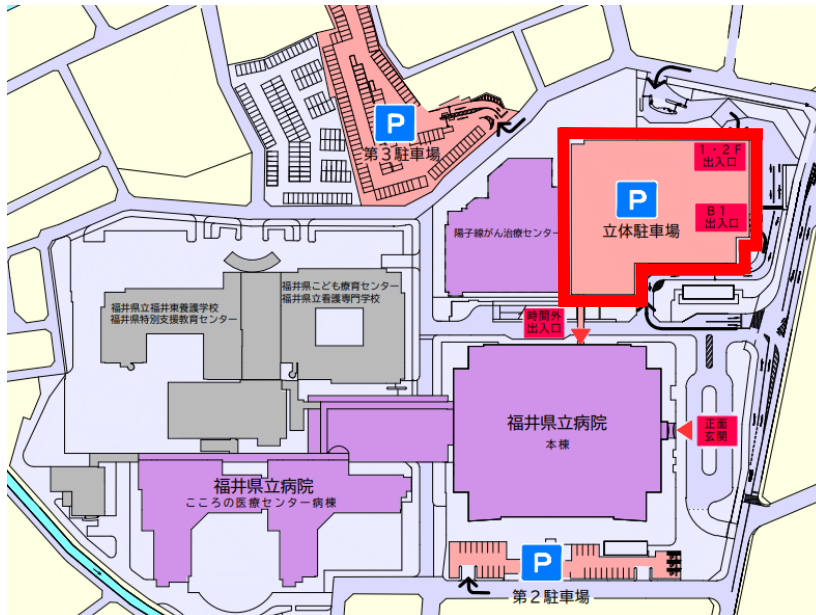 P
第3駐車場
1・2F
出入口
P
B1
出入口
立体駐車場
陽子線がん治療センター
福井県こども療育センター
福井県立看護専門学校
福井県立福井東養護学校
福井県特別支援教育センター
時間外
出入口
福井県立病院
本棟
正面
玄関
福井県立病院
こころの医療センター病棟
P
第2駐車場